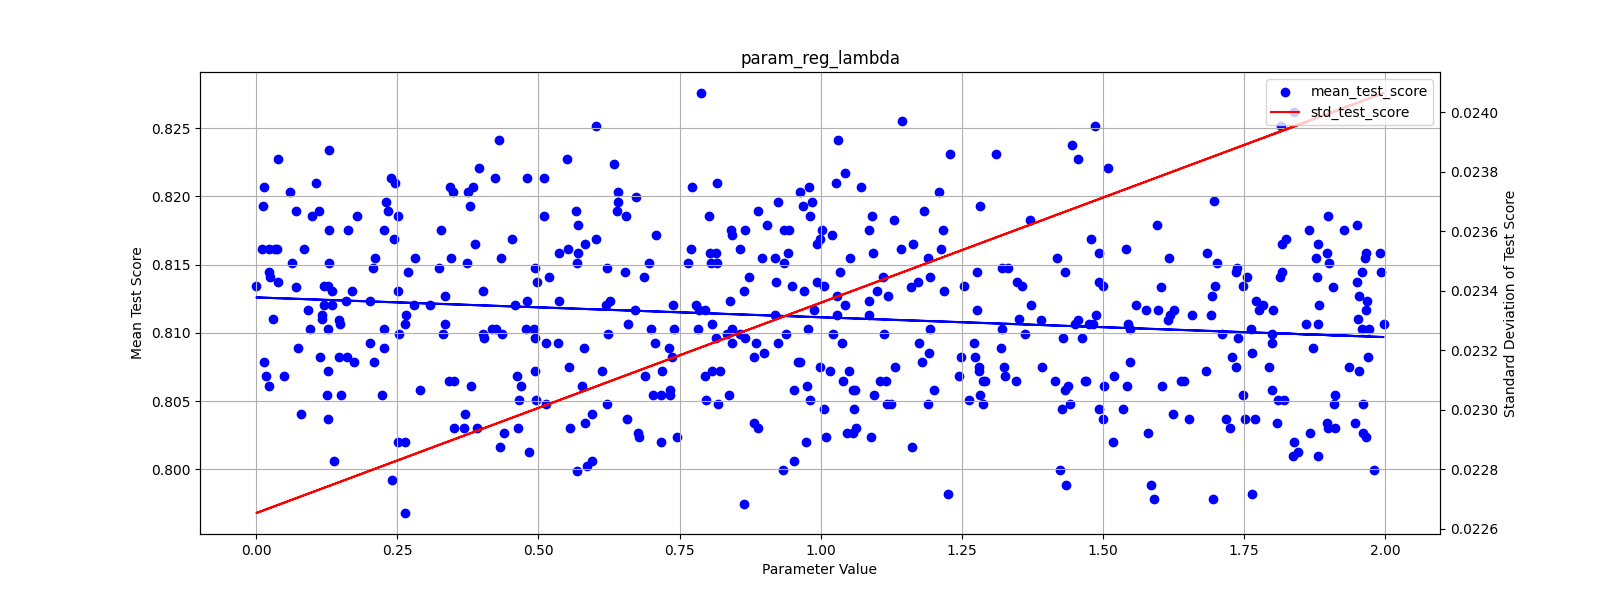 param_reg_lambda
mean_test_score
std_test_score
Mean Test Score
0.825
0.820
0.815
0.810
0.805
0.800
0.0240
0.0238
0.0236
0.0234
0.0232
0.0230
0.0228
0.0226
Standard Deviation of Test Score
0.00 0.25 0.50 0.75 1.00 1.25 1.50 1.75 2.00
Parameter Value